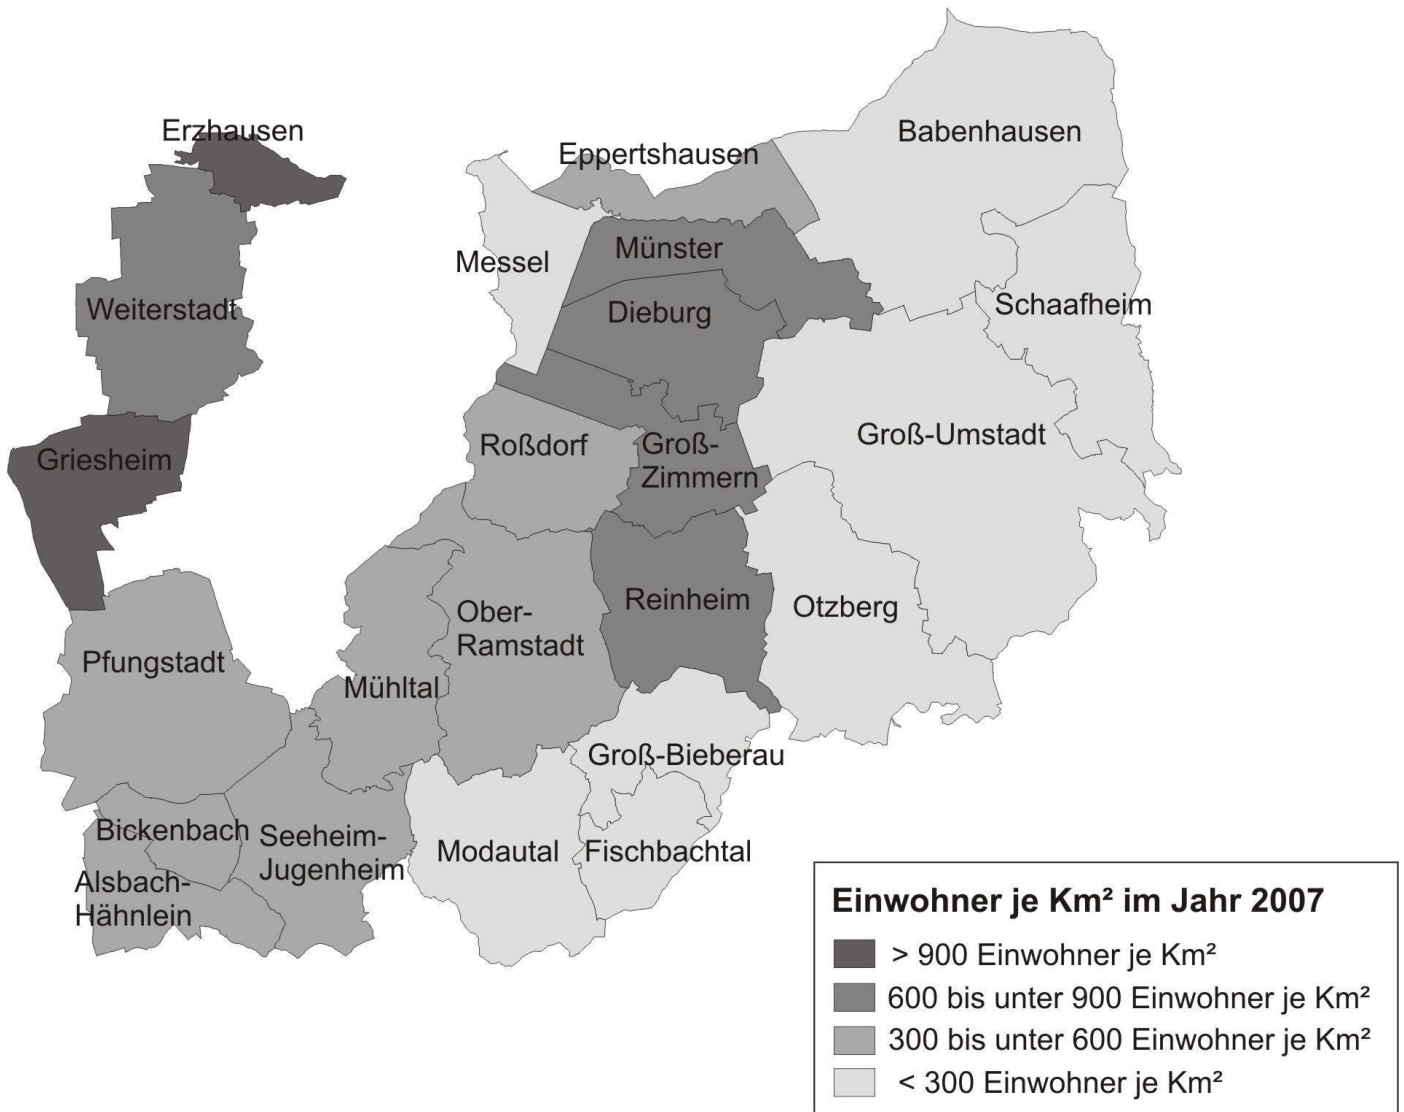 Erzhausen
Eppertshausen
Babenhausen
Münster
Messel
Weiterstadt
Dieburg
Schaafheim
Griesheim
Roßdorf
Groß-
Zimmern
Groß-Umstadt
Reinheim
Otzberg
Ober-
Ramstadt
Pfungstadt
Mühltal
Groß-Bieberau
Bickenbach
Seeheim-
Jugenheim
Modautal
Fischbachtal
Alsbach-
Hähnlein
Einwohner je Km² im Jahr 2007
> 900 Einwohner je Km²
600 bis unter 900 Einwohner je Km²
300 bis unter 600 Einwohner je Km²
< 300 Einwohner je Km²